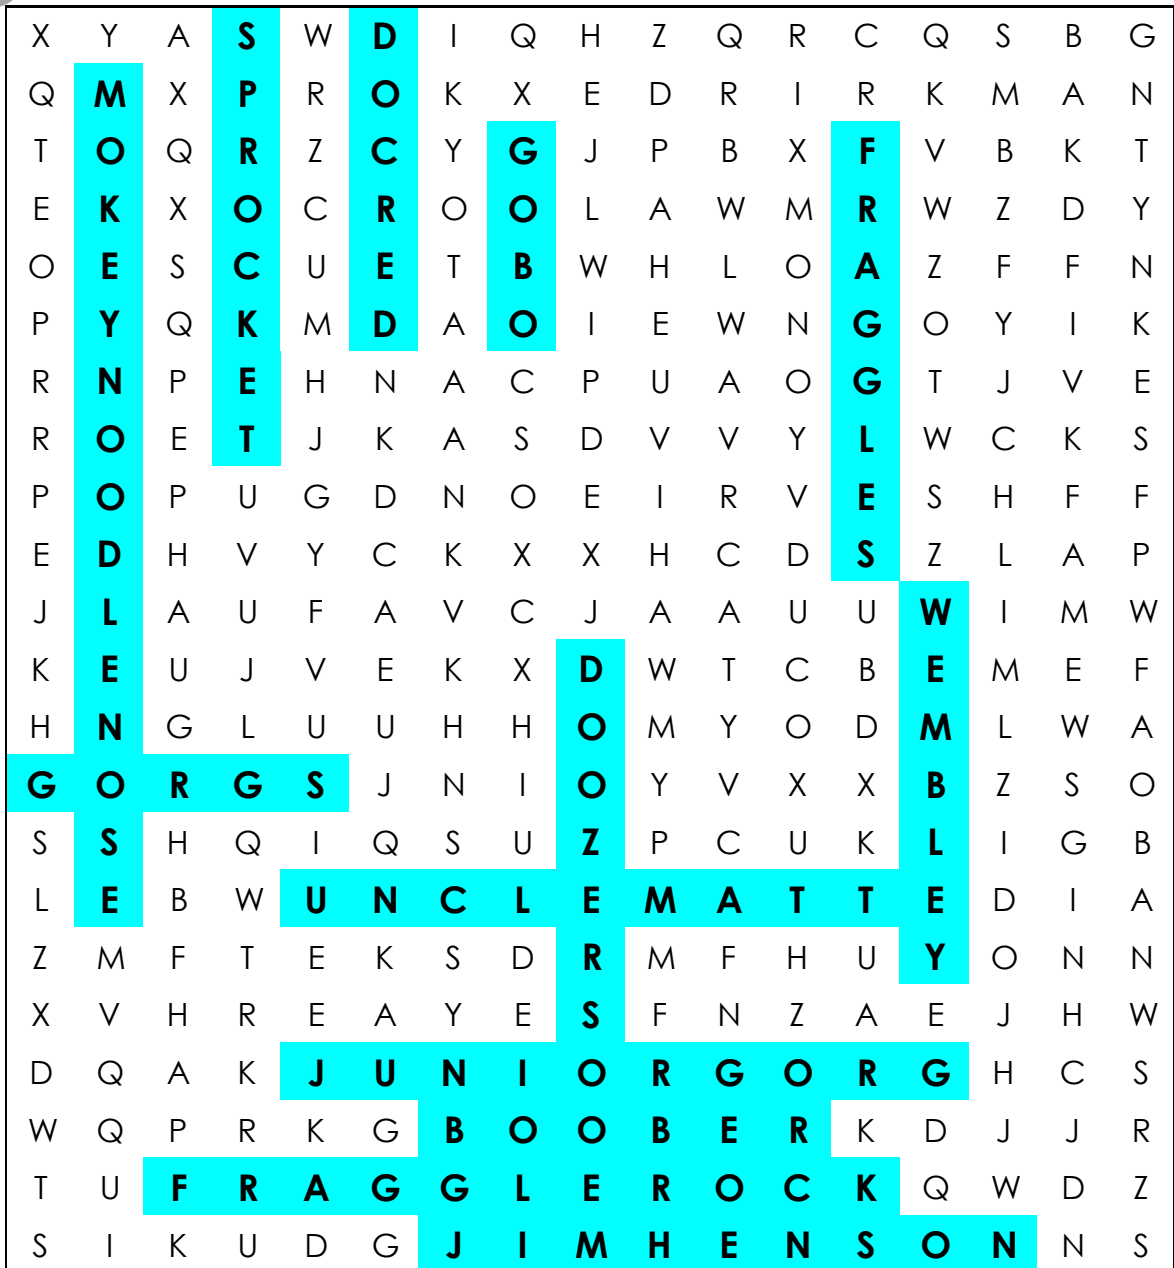 X Y A S W D I Q H Z Q R C Q S B G
Q M X P R O K X E D R I R K M A N
T O Q R Z C Y G J P B X F V B K T
E K X O C R O O L A W M R W Z D Y
O E S C U E T B W H L O A Z F F N
P Y Q K M D A O I E W N G O Y I K
R N P E H N A C P U A O G T J V E
R O E T J K A S D V V Y L W C K S
P O P U G D N O E I R V E S H F F
E D H V Y C K X X H C D S Z L A P
J L A U F A V C J A A U U W I M W
K E U J V E K X D W T C B E M E F
H N G L U U H H O M Y O D M L W A
G O R G S J N I O Y V X X B Z S O
S S H Q I Q S U Z P C U K L I G B
L E B W U N C L E M A T T E D I A
Z M F T E K S D R M F H U Y O N N
X V H R E A Y E S F N Z A E J H W
D Q A K J U N I O R G O R G H C S
W Q P R K G B O O B E R K D J J R
T U F R A G G L E R O C K Q W D Z
S I K U D G J I M H E N S O N N S